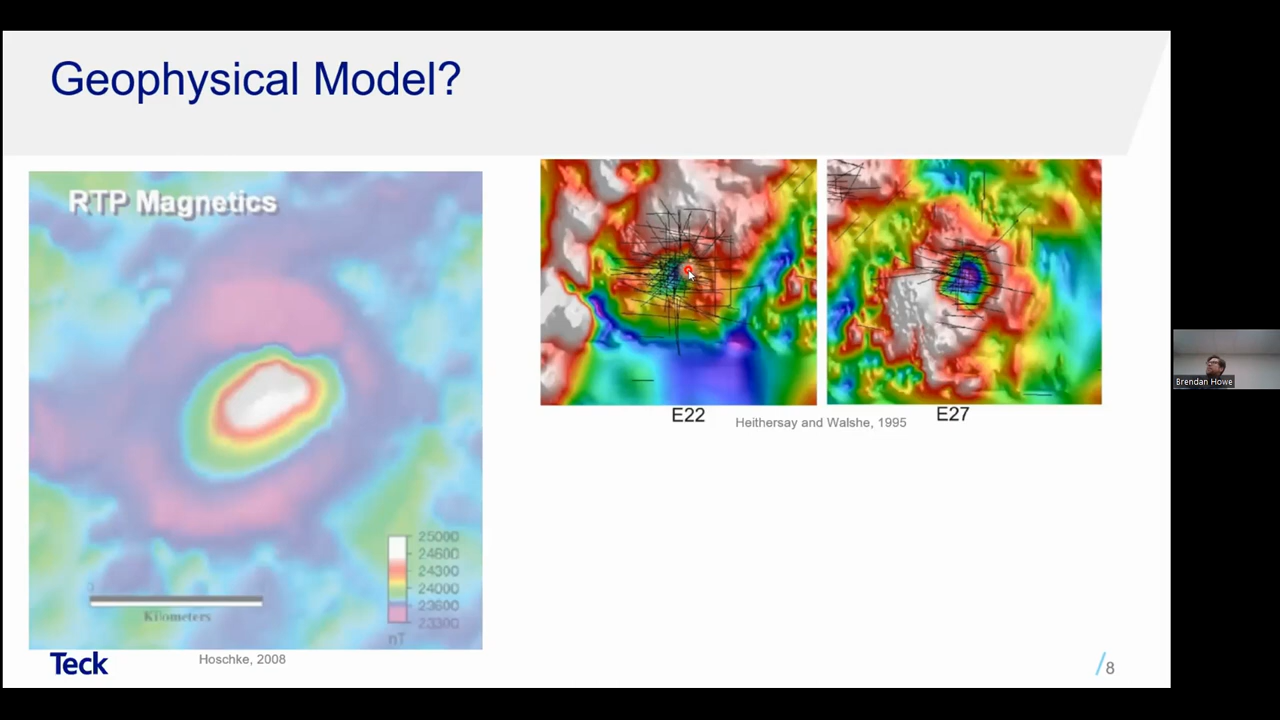 Geophysical Model?
RTP Magnetics
25000
24600
24300
24000
23600
23300
nT
Kilometers
Hoschke, 2008
E22
Heithersay and Walshe, 1995
E27
Brendan Howe
Teck
/8